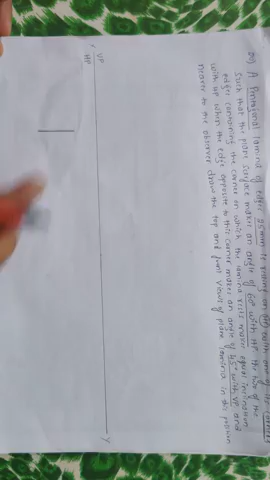 Q) A Pentagonal lamina of edges 25mm is resting on HP with one of its corners
such that the plane surface makes an angle of 60° with HP. The two of the
edges containing the corner on which the lamina rests make equal inclination
with HP when the edge opposite to this corner makes an angle of 45° with VP and
nearer to the observer draw the top and front view of plane lamina in this position
VP
X
HP
Y